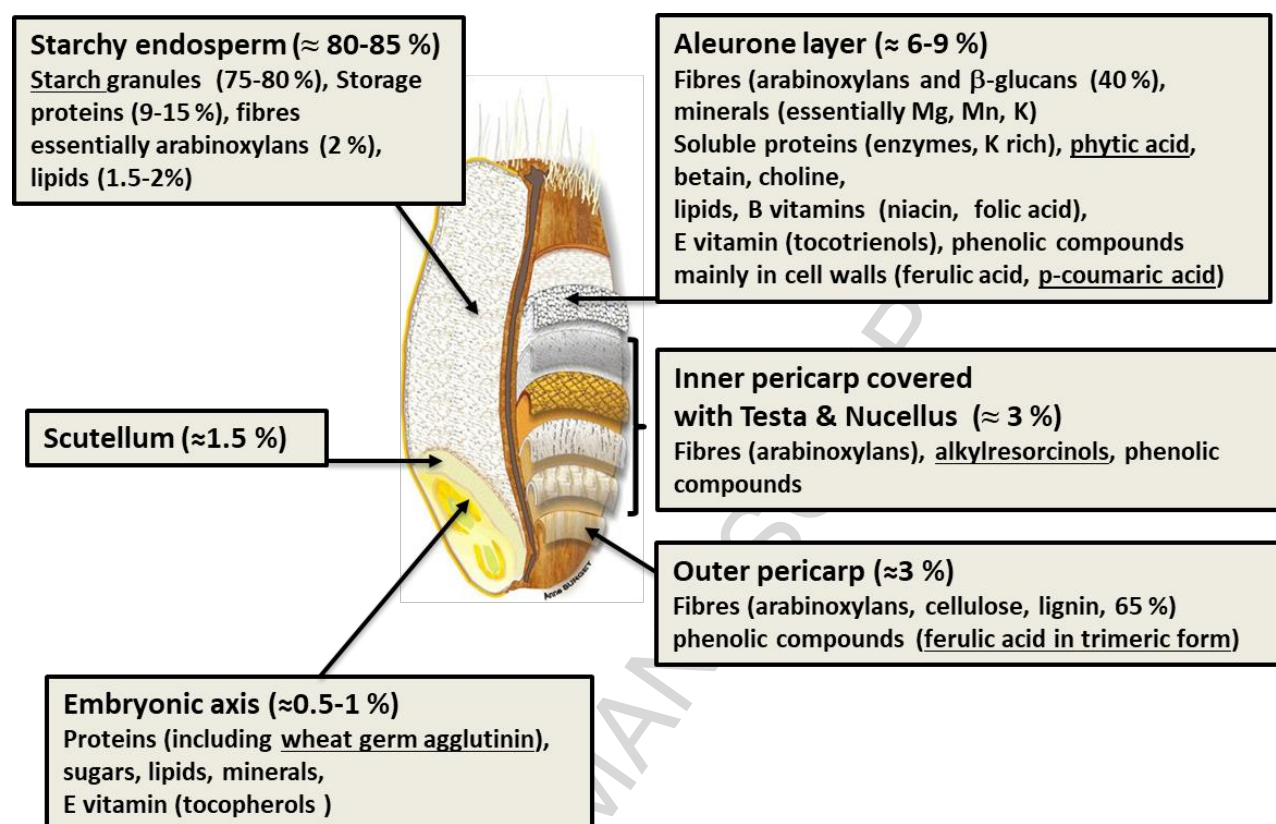 Starchy endosperm (≈ 80-85 %)
Starch granules (75-80 %), Storage
proteins (9-15 %), fibres
essentially arabinoxylans (2 %),
lipids (1.5-2%)
Aleurone layer (≈ 6-9 %)
Fibres (arabinoxylans and β-glucans (40 %),
minerals (essentially Mg, Mn, K)
Soluble proteins (enzymes, K rich), phytic acid,
betain, choline,
lipids, B vitamins (niacin, folic acid),
E vitamin (tocotrienols), phenolic compounds
mainly in cell walls (ferulic acid, p-coumaric acid)
Inner pericarp covered
with Testa & Nucellus (≈ 3 %)
Fibres (arabinoxylans), alkylresorcinols, phenolic
compounds
Scutellum (≈1.5 %)
Outer pericarp (≈3 %)
Fibres (arabinoxylans, cellulose, lignin, 65 %)
phenolic compounds (ferulic acid in trimeric form)
Anne SURGET
Embryonic axis (≈0.5-1 %)
Proteins (including wheat germ agglutinin),
sugars, lipids, minerals,
E vitamin (tocopherols )